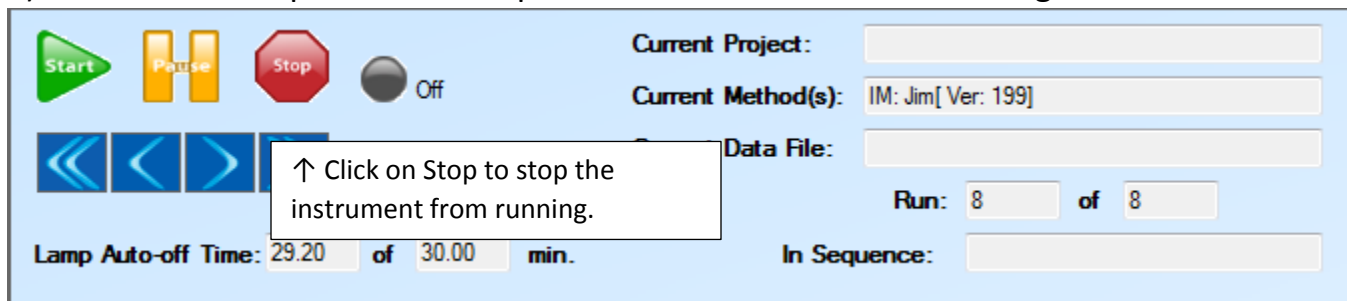 Start Pause Stop Off
Current Project:
Current Method(s): IM: Jim[ Ver: 199]
Data File:
↑ Click on Stop to stop the
instrument from running.
Run: 8 of 8
Lamp Auto-off Time: 29.20 of 30.00 min.
In Sequence: